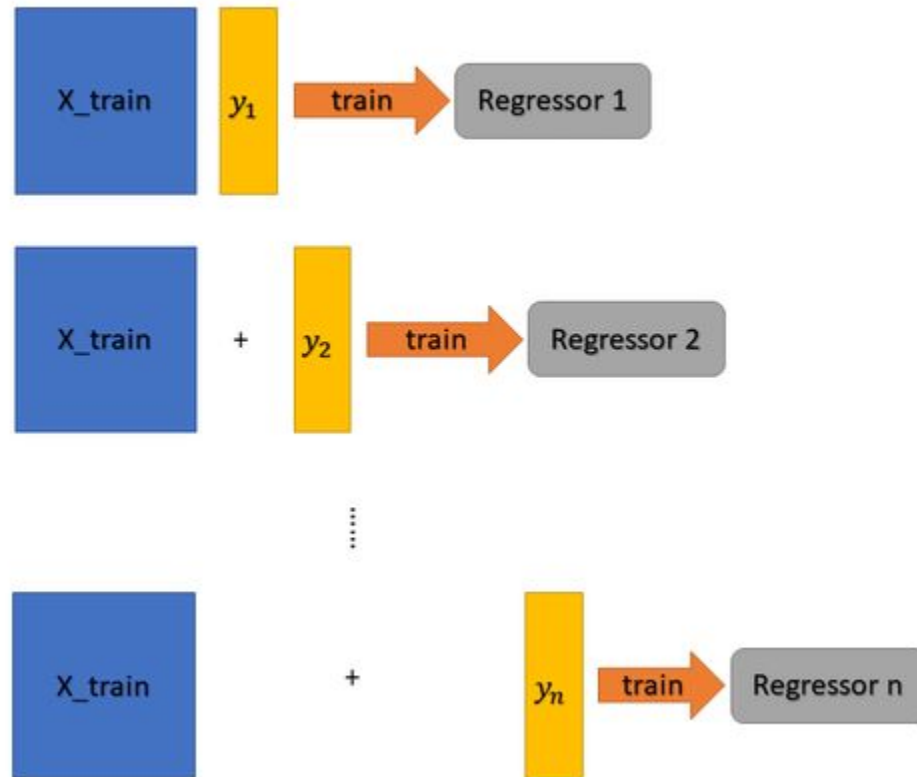 X_train y₁ train Regressor 1
X_train + y₂ train Regressor 2
......
X_train + yₙ train Regressor n